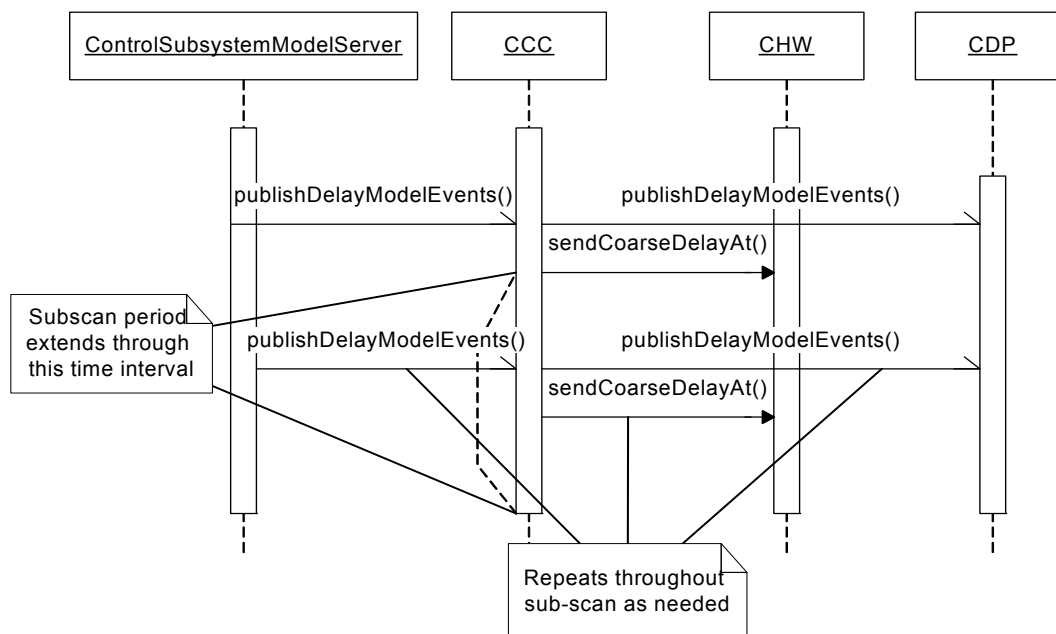 ControlSubsystemModelServer
CCC
CHW
CDP
publishDelayModelEvents()
publishDelayModelEvents()
sendCoarseDelayAt()
Subscan period
extends through
this time interval
publishDelayModelEvents()
publishDelayModelEvents()
sendCoarseDelayAt()
Repeats throughout
sub-scan as needed